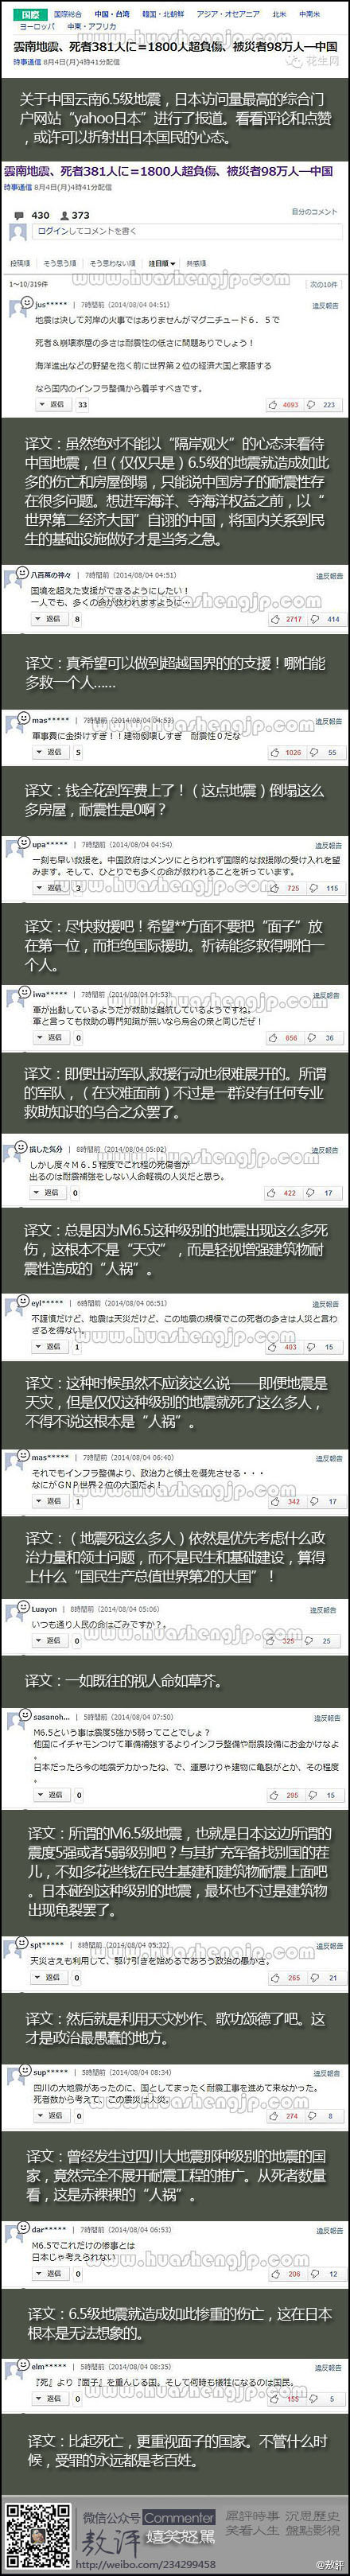 国際
国際総合
中国・台湾
韓国・北朝鮮
アジア・オセアニア
北米
中南米
ヨーロッパ
中東・アフリカ
雲南地震、死者381人に＝1800人超負傷、被災者98万人―中国
時事通信 8月4日(月)4時41分配信
花生网
www.huashengjp.com
关于中国云南6.5级地震，日本访问量最高的综合门
户网站“yahoo日本”进行了报道。看看评论和点赞
，或许可以折射出日本国民的心态。
雲南地震、死者381人に＝1800人超負傷、被災者98万人―中国
時事通信 8月4日(月)4時41分配信
430
373
自分のコメント
ログインしてコメントを書く
投稿順
そう思う順
そう思わない順
注目順▼
共感順
www.huashengjp.com
1～10/319件
次の10件
jus***** | 7時間前（2014/08/04 04:51）
違反報告
地震は決して対岸の火事ではありませんがマグニチュード６．５で
死者＆崩壊家屋の多さは耐震性の低さに問題ありでしょう！
海洋進出などの野望を抱く前に世界第２位の経済大国と豪語する
なら国内のインフラ整備から着手すべきです。
返信 33
4093
223
译文：虽然绝对不能以“隔岸观火”的心态来看待
中国地震，但（仅仅只是）6.5级的地震就造成如此
多的伤亡和房屋倒塌，只能说中国房子的耐震性存
在很多问题。想进军海洋、夺海洋权益之前，以“
世界第二经济大国”自诩的中国，将国内关系到民
生的基础设施做好才是当务之急。
八百萬の神々 | 7時間前（2014/08/04 04:51）
違反報告
国境を超えた支援ができるようにしたい！
一人でも、多くの命が救われますように…
www.huashengjp.com
返信 8
2717
414
译文：真希望可以做到超越国界的的支援！哪怕能
多救一个人……
mas***** | 7時間前（2014/08/04 04:53）
違反報告
www.huashengjp.com
軍事費に金掛けすぎ！！建物倒壊しすぎ　耐震性０だな
返信 5
1026
55
译文：钱全花到军费上了！（这点地震）倒塌这么
多房屋，耐震性是0啊？
upa***** | 7時間前（2014/08/04 04:54）
違反報告
一刻も早い救援を。中国政府はメンツにとらわれず国際的な救援隊の受け入れを望
みます。そして、ひとりでも多くの命が救われることを祈っています。
www.huashengjp.com
返信 3
725
115
译文：尽快救援吧！希望**方面不要把“面子”放
在第一位，而拒绝国际援助。祈祷能多救得哪怕一
个人。
iwa***** | 7時間前（2014/08/04 04:53）
違反報告
www.huashengjp.com
軍が出動しているようだが救助は難航しているようですね。
軍と言っても救助の専門知識が無いなら烏合の衆と同じだぜ！
返信 0
656
36
译文：即便出动军队,救援行动也很难展开的。所谓
的军队，（在灾难面前）不过是一群没有任何专业
救助知识的乌合之众罢了。
損した気分 | 8時間前（2014/08/04 05:02）
違反報告
www.huashengjp.com
しかし度々Ｍ６.５程度でこれ程の死傷者が
出るのは耐震補強をしない人命軽視の人災だと思う。
返信 0
422
17
译文：总是因为M6.5这种级别的地震出现这么多死
伤，这根本不是“天灾”，而是轻视增强建筑物耐
震性造成的“人祸”。
eyl***** | 6時間前（2014/08/04 06:51）
違反報告
不謹慎だけど、地震は天災だけど、この地震の規模でこの死者の多さは人災と言わ
ざるを得ない。
www.huashengjp.com
返信 1
403
15
译文：这种时候虽然不应该这么说——即便地震是
天灾，但是仅仅这种级别的地震就死了这么多人，
不得不说这根本是“人祸”。
mas***** | 7時間前（2014/08/04 06:40）
違反報告
それでもインフラ整備より、政治力と領土を優先させる・・・
なにがＧＮＰ世界２位の大国だよ！
www.huashengjp.com
返信 1
342
17
译文：（地震死这么多人）依然是优先考虑什么政
治力量和领土问题，而不是民生和基础建设，算得
上什么“国民生产总值世界第2的大国”！
Luayon | 8時間前（2014/08/04 05:06）
違反報告
いつも通り人民の命はごみですか？。
www.huashengjp.com
返信 0
325
25
译文：一如既往的视人命如草芥。
sasanoh... | 5時間前（2014/08/04 07:50）
違反報告
M6.5という事は震度5強か5弱ってことでしょ？
他国にイチャモンつけて軍備補強するよりインフラ整備や耐震設備にお金かけなよ
。
日本だったら今の地震デカかったね、で、運悪けりゃ建物に亀裂がとか、その程度
。
返信 0
295
15
译文：所谓的M6.5级地震，也就是日本这边所谓的
震度5强或者5弱级别吧？与其扩充军备找别国的茬
儿，不如多花些钱在民生基建和建筑物耐震上面吧
。日本碰到这种级别的地震，最坏也不过是建筑物
出现龟裂罢了。
spt***** | 8時間前（2014/08/04 05:32）
違反報告
www.huashengjp.com
天災さえも利用して、駆け引きを始めるであろう政治の愚かさ。
返信 0
265
21
译文：然后就是利用天灾炒作、歌功颂德了吧。这
才是政治最愚蠢的地方。
sup***** | 5時間前（2014/08/04 08:34）
違反報告
四川の大地震があったのに、国としてまったく耐震工事を進めて来なかった。
死者数から考えて、この震災は人災。
www.huashengjp.com
返信 0
274
8
译文：曾经发生过四川大地震那种级别的地震的国
家，竟然完全不展开耐震工程的推广。从死者数量
看，这是赤裸裸的“人祸”。
dar***** | 7時間前（2014/08/04 06:53）
違反報告
M6.5でこれだけの惨事とは
日本じゃ考えられない
www.huashengjp.com
返信 0
206
12
译文：6.5级地震就造成如此惨重的伤亡，这在日本
根本是无法想象的。
elm***** | 5時間前（2014/08/04 08:35）
違反報告
『死』より『面子』を重んじる国。そして何時も犠牲になるのは国民。
www.huashengjp.com
返信 0
155
5
译文：比起死亡，更重视面子的国家。不管什么时
候，受罪的永远都是老百姓。
微信公众号
Commenter
敖評
嬉笑怒駡
厲評時事 沉思歷史
笑看人生 盤點影視
http://weibo.com/234299458
@敖評